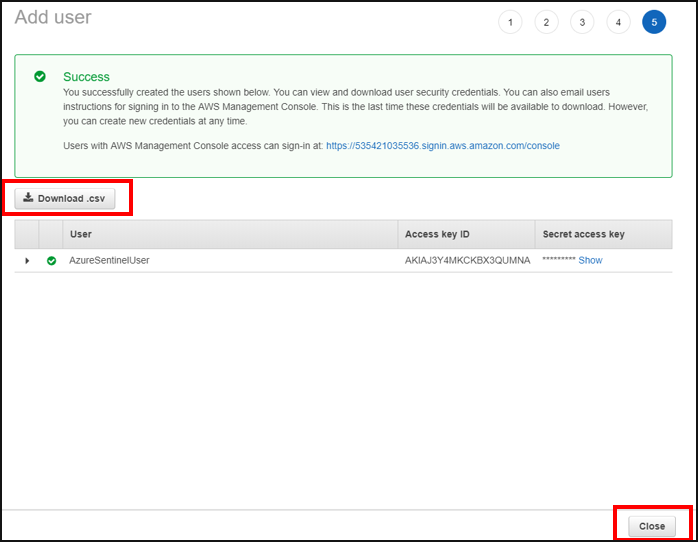 Add user
1 2 3 4 5
Success
You successfully created the users shown below. You can view and download user security credentials. You can also email users
instructions for signing in to the AWS Management Console. This is the last time these credentials will be available to download. However,
you can create new credentials at any time.
Users with AWS Management Console access can sign-in at: https://535421035536.signin.aws.amazon.com/console
Download .csv
User Access key ID Secret access key
AzureSentinelUser AKIAJ3Y4MKCKBX3QUMNA ********* Show
Close